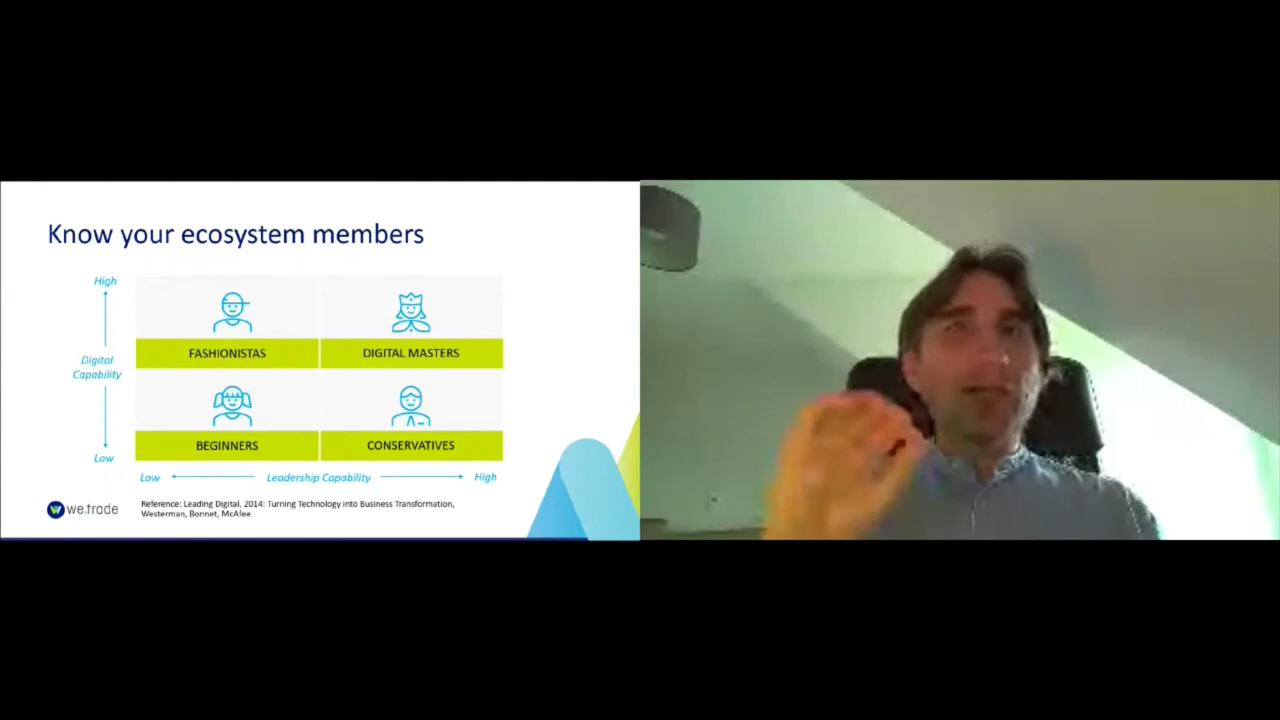 Know your ecosystem members
High
Digital
Capability
Low
FASHIONISTAS
DIGITAL MASTERS
BEGINNERS
CONSERVATIVES
Low
Leadership Capability
High
we.trade
Reference: Leading Digital, 2014: Turning Technology into Business Transformation,
Westerman, Bonnet, McAfee